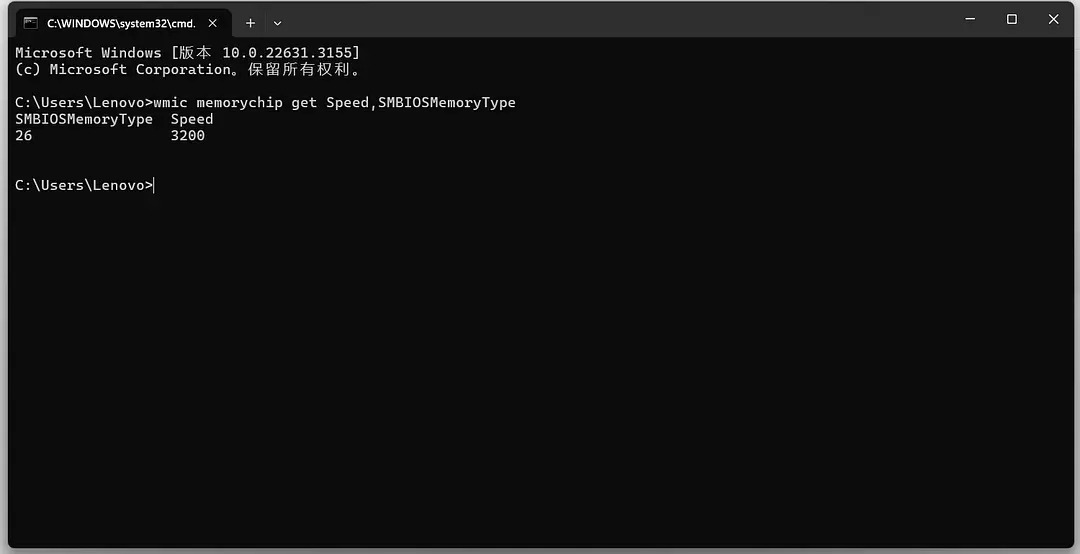 C:\WINDOWS\system32\cmd.
Microsoft Windows [版本 10.0.22631.3155]
(c) Microsoft Corporation。保留所有权利。
C:\Users\Lenovo>wmic memorychip get Speed,SMBIOSMemoryType
SMBIOSMemoryType  Speed
26                3200
C:\Users\Lenovo>